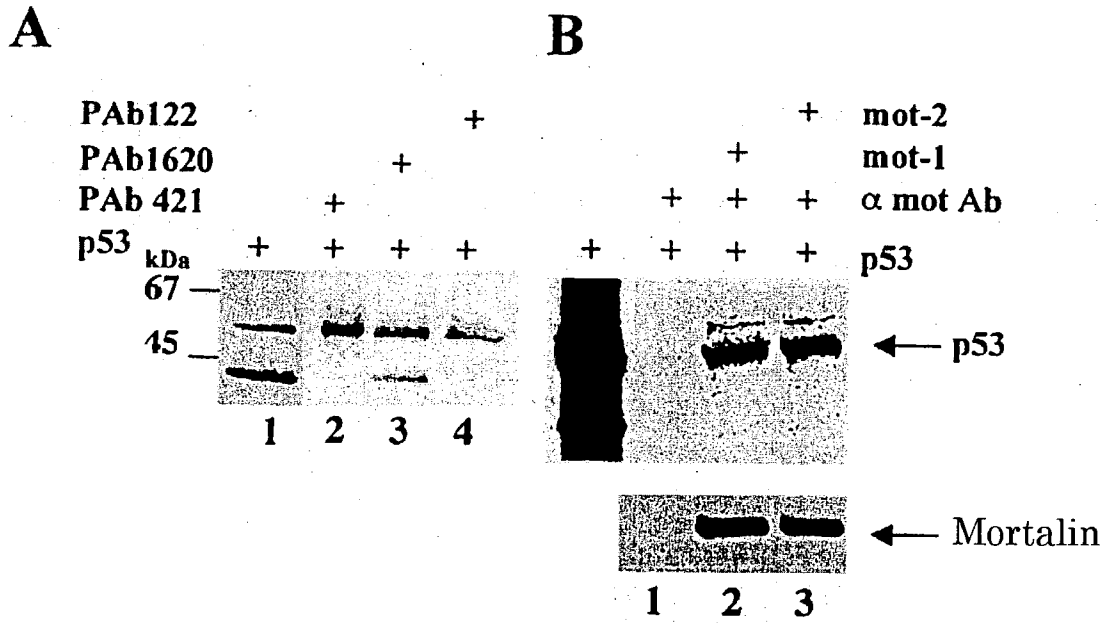 A
B
PAb122 +
PAb1620 +
PAb 421 +
p53 + + + +
kDa
67
45
1 2 3 4
+ mot-2
+ mot-1
+ + + α mot Ab
+ + + + p53
p53
Mortalin
1 2 3